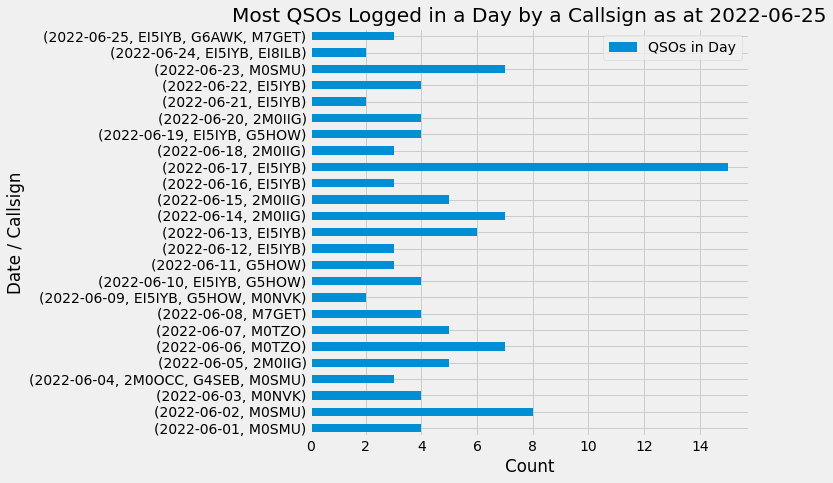 Most QSOs Logged in a Day by a Callsign as at 2022-06-25
QSOs in Day
Date / Callsign
(2022-06-25, EI5IYB, G6AWK, M7GET)
(2022-06-24, EI5IYB, EI8ILB)
(2022-06-23, M0SMU)
(2022-06-22, EI5IYB)
(2022-06-21, EI5IYB)
(2022-06-20, 2M0IIG)
(2022-06-19, EI5IYB, G5HOW)
(2022-06-18, 2M0IIG)
(2022-06-17, EI5IYB)
(2022-06-16, EI5IYB)
(2022-06-15, 2M0IIG)
(2022-06-14, 2M0IIG)
(2022-06-13, EI5IYB)
(2022-06-12, EI5IYB)
(2022-06-11, G5HOW)
(2022-06-10, EI5IYB, G5HOW)
(2022-06-09, EI5IYB, G5HOW, M0NVK)
(2022-06-08, M7GET)
(2022-06-07, M0TZO)
(2022-06-06, M0TZO)
(2022-06-05, 2M0IIG)
(2022-06-04, 2M0OCC, G4SEB, M0SMU)
(2022-06-03, M0NVK)
(2022-06-02, M0SMU)
(2022-06-01, M0SMU)
0 2 4 6 8 10 12 14
Count